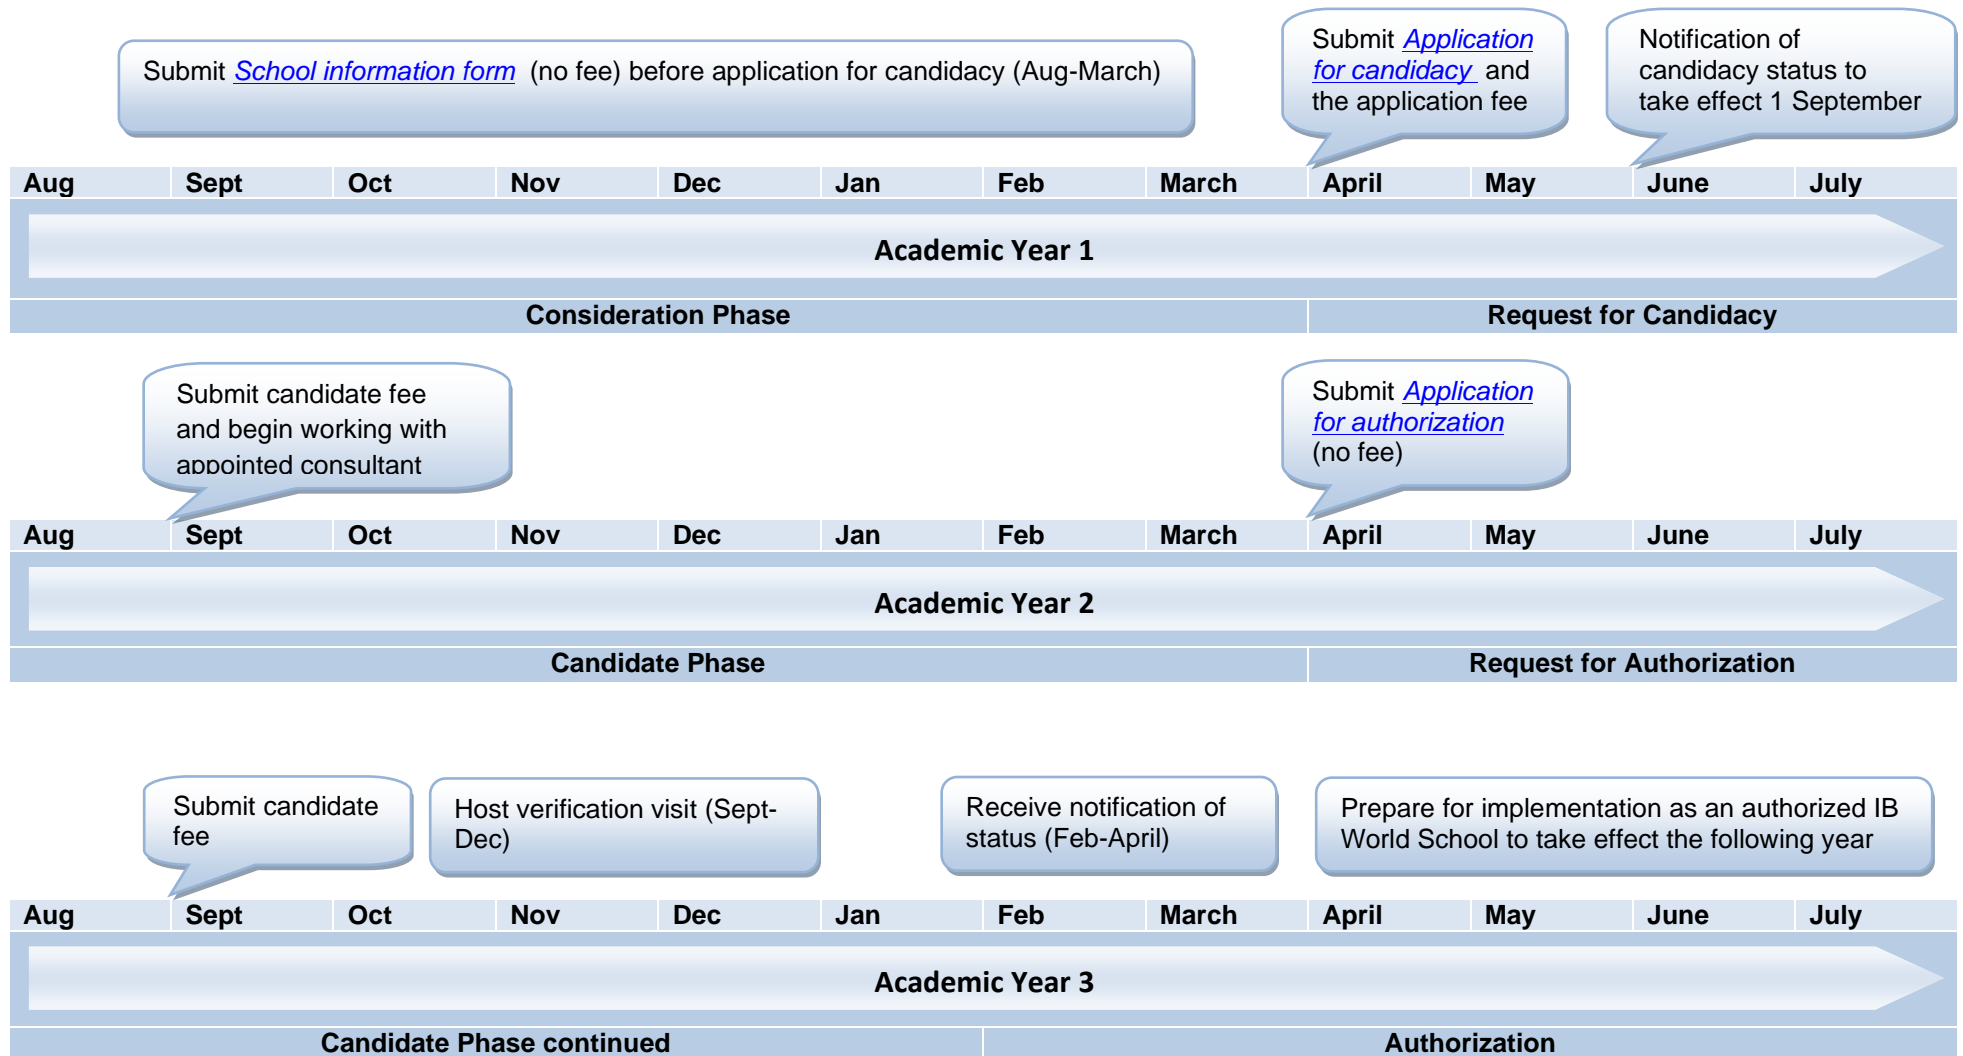 Submit School information form (no fee) before application for candidacy (Aug-March)
Submit Application
for candidacy and
the application fee
Notification of
candidacy status to
take effect 1 September
Aug Sept Oct Nov Dec Jan Feb March April May June July
Academic Year 1
Consideration Phase Request for Candidacy
Submit candidate fee
and begin working with
appointed consultant
Submit Application
for authorization
(no fee)
Aug Sept Oct Nov Dec Jan Feb March April May June July
Academic Year 2
Candidate Phase Request for Authorization
Submit candidate
fee
Host verification visit (Sept-
Dec)
Receive notification of
status (Feb-April)
Prepare for implementation as an authorized IB
World School to take effect the following year
Aug Sept Oct Nov Dec Jan Feb March April May June July
Academic Year 3
Candidate Phase continued Authorization